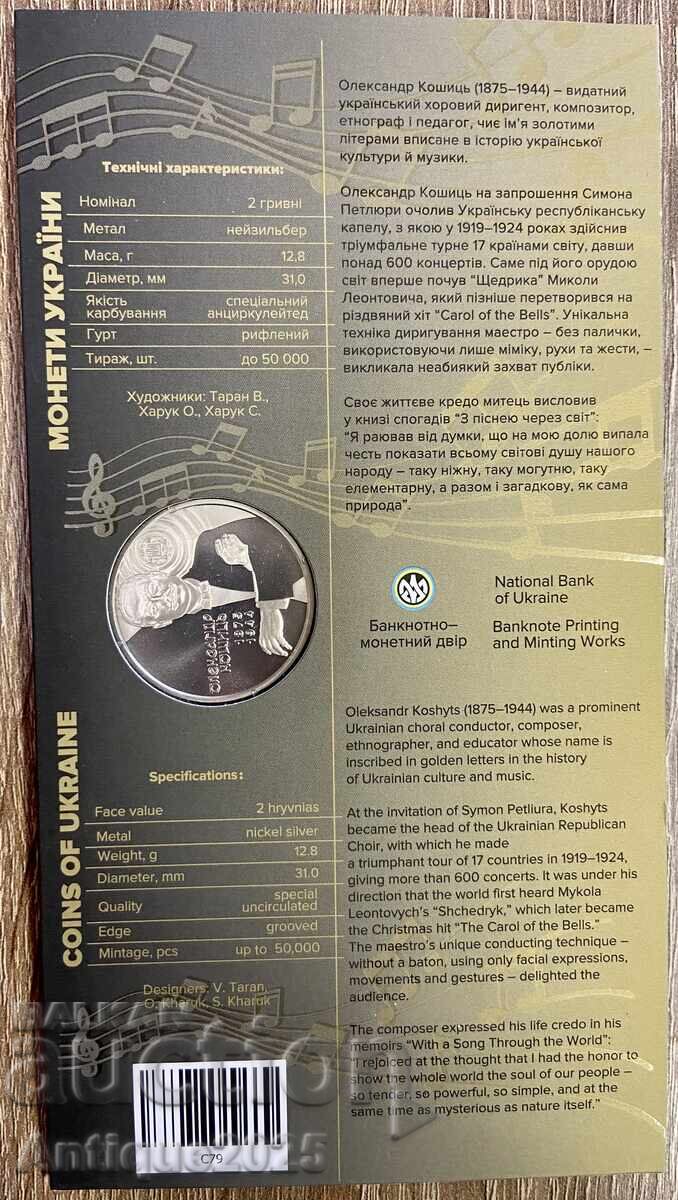 МОНЕТИ УКРАЇНИ
Технічні характеристики:
Номінал 2 гривні
Метал нейзильбер
Маса, г 12,8
Діаметр, мм 31,0
Якість карбування спеціальний анциркулейтед
Гурт рифлений
Тираж, шт. до 50 000
Художники: Таран В.,
Харук О., Харук С.
Олександр Кошиць (1875–1944) – видатний
український хоровий диригент, композитор,
етнограф і педагог, чиє ім’я золотими
літерами вписане в історію української
культури й музики.
Олександр Кошиць на запрошення Симона
Петлюри очолив Українську республіканську
капелу, з якою у 1919–1924 роках здійснив
тріумфальне турне 17 країнами світу, давши
понад 600 концертів. Саме під його орудою
світ вперше почув “Щедрика” Миколи
Леонтовича, який пізніше перетворився на
різдвяний хіт “Carol of the Bells”. Унікальна
техніка диригування маестро – без палички,
використовуючи лише міміку, рухи та жести, –
викликала неабиякий захват публіки.
Своє життєве кредо митець висловив
у книзі спогадів “З піснею через світ”:
“Я раював від думки, що на мою долю випала
честь показати всьому світові душу нашого
народу – таку ніжну, таку могутню, таку
елементарну, а разом і загадкову, як сама
природа”.
Олександр
Кошиць
1875
1944
Банкнотно-
монетний двір
National Bank
of Ukraine
Banknote Printing
and Minting Works
COINS OF UKRAINE
Specifications:
Face value 2 hryvnias
Metal nickel silver
Weight, g 12.8
Diameter, mm 31.0
Quality special uncirculated
Edge grooved
Mintage, pcs up to 50,000
Designers: V. Taran,
O. Kharuk, S. Kharuk
Oleksandr Koshyts (1875–1944) was a prominent
Ukrainian choral conductor, composer,
ethnographer, and educator whose name is
inscribed in golden letters in the history
of Ukrainian culture and music.
At the invitation of Symon Petliura, Koshyts
became the head of the Ukrainian Republican
Choir, with which he made
a triumphant tour of 17 countries in 1919–1924,
giving more than 600 concerts. It was under his
direction that the world first heard Mykola
Leontovych’s “Shchedryk,” which later became
the Christmas hit “The Carol of the Bells.”
The maestro’s unique conducting technique –
without a baton, using only facial expressions,
movements and gestures – delighted the
audience.
The composer expressed his life credo in his
memoirs “With a Song Through the World”:
“I rejoiced at the thought that I had the honor to
show the whole world the soul of our people –
so tender, so powerful, so simple, and at the
same time as mysterious as nature itself.”
C79
Antique2025